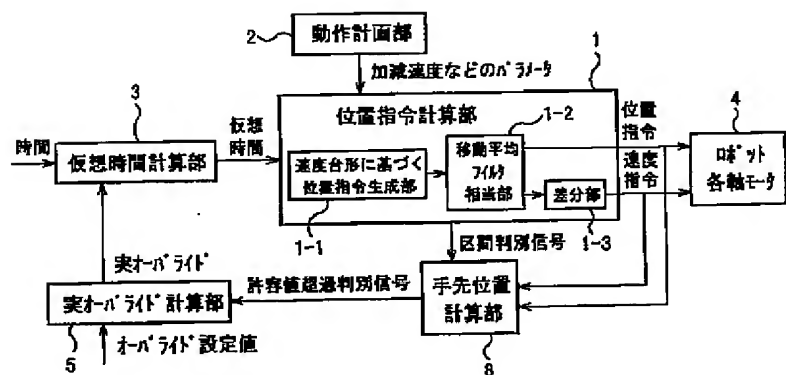 2
動作計画部
加減速度などのパラメータ
1
3
時間
仮想時間計算部
仮想
時間
位置指令計算部
1-2
速度台形に基づく
位置指令生成部
1-1
移動平均
フィルタ
相当部
差分部
1-3
位置
指令
速度
指令
4
ロボット
各軸モータ
区間判別信号
実オーバライド
許容値超過判別信号
手先位置
計算部
8
実オーバライド計算部
5
オーバライド設定値